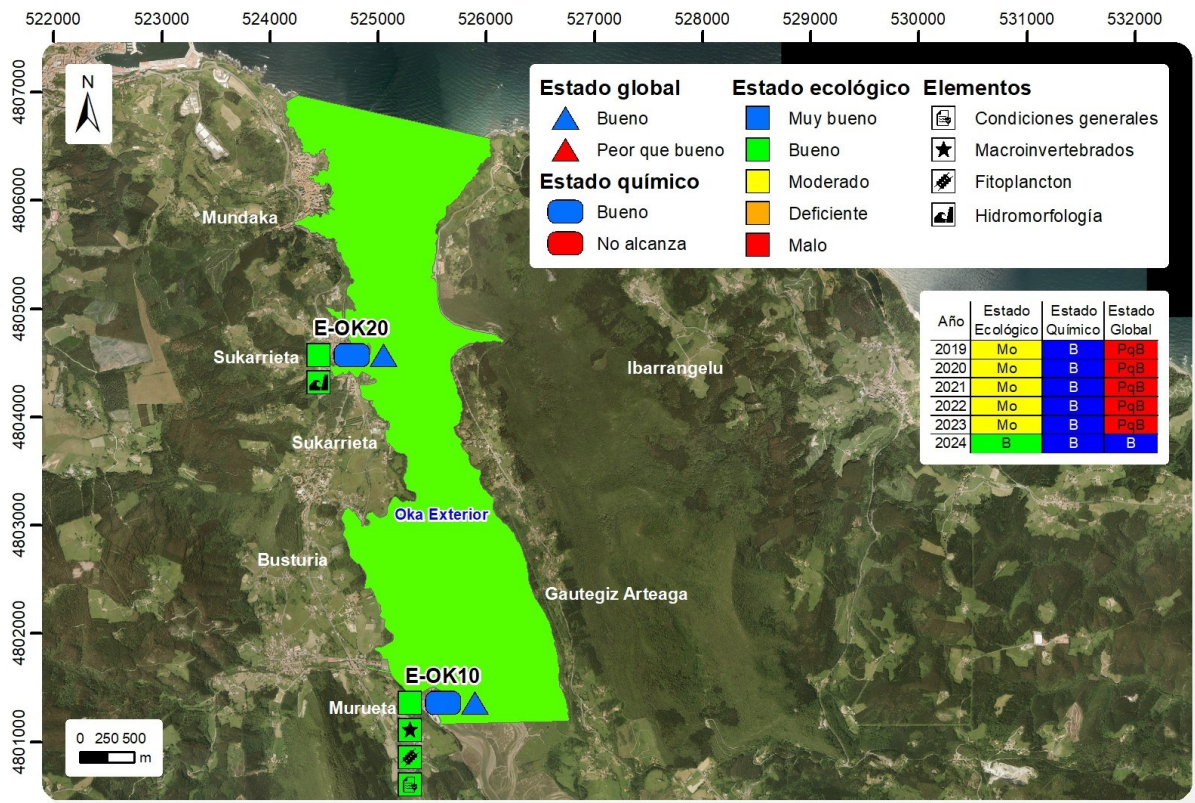 522000 523000 524000 525000 526000 527000 528000 529000 530000 531000 532000
4807000
4806000
4805000
4804000
4803000
4802000
4801000
N
Estado global
Bueno
Peor que bueno
Estado químico
Bueno
No alcanza
Estado ecológico
Muy bueno
Bueno
Moderado
Deficiente
Malo
Elementos
Condiciones generales
Macroinvertebrados
Fitoplancton
Hidromorfología
Año Estado Ecológico Estado Químico Estado Global
2019 Mo B PqB
2020 Mo B PqB
2021 Mo B PqB
2022 Mo B PqB
2023 Mo B PqB
2024 B B B
Mundaka
E-OK20
Sukarrieta
Ibarrangelu
Sukarrieta
Oka Exterior
Busturia
Gautegiz Arteaga
E-OK10
Murueta
0 250 500
m